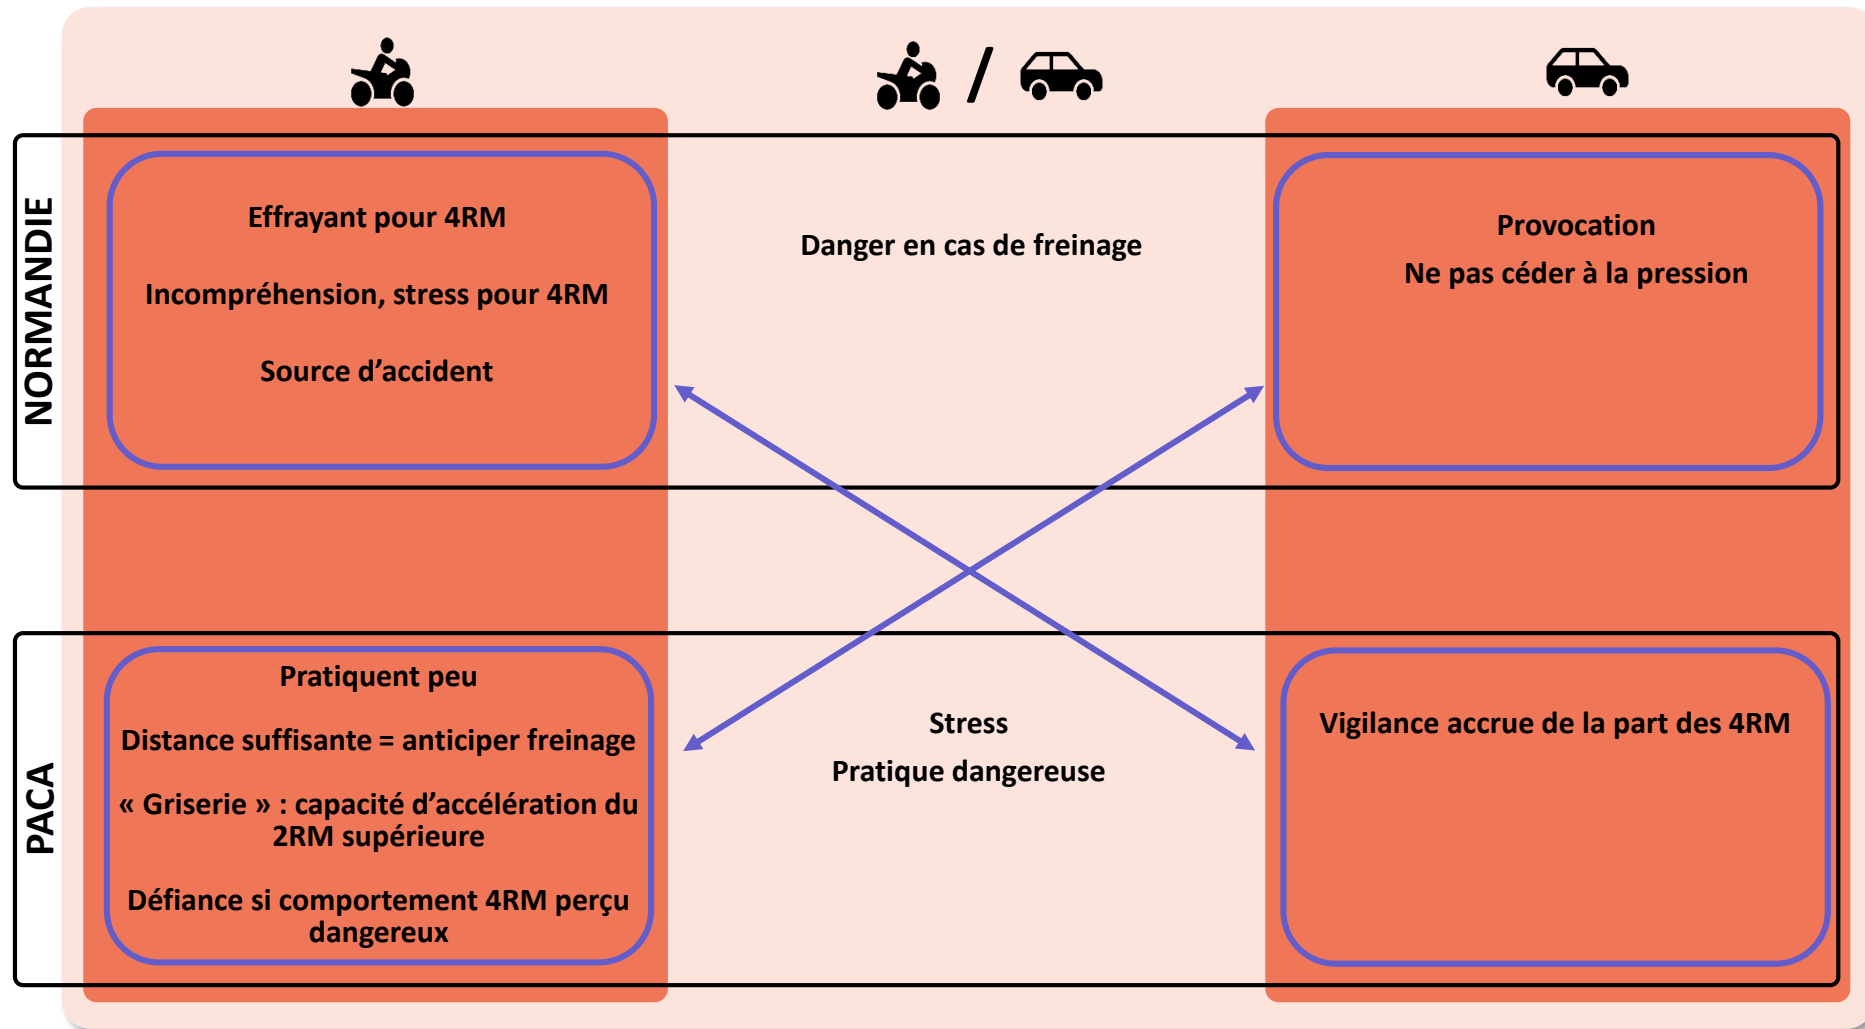 /
NORMANDIE
Effrayant pour 4RM
Incompréhension, stress pour 4RM
Source d’accident
Danger en cas de freinage
Provocation
Ne pas céder à la pression
PACA
Pratiquent peu
Distance suffisante = anticiper freinage
« Griserie » : capacité d’accélération du
2RM supérieure
Défiance si comportement 4RM perçu
dangereux
Stress
Pratique dangereuse
Vigilance accrue de la part des 4RM